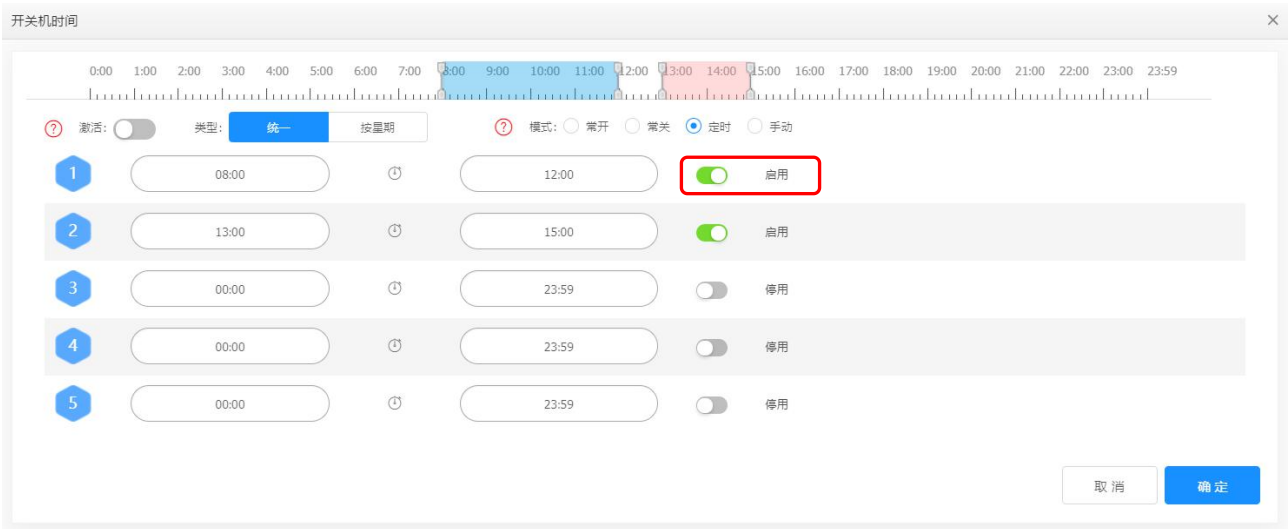 开关机时间
0:00 1:00 2:00 3:00 4:00 5:00 6:00 7:00 8:00 9:00 10:00 11:00 12:00 13:00 14:00 15:00 16:00 17:00 18:00 19:00 20:00 21:00 22:00 23:00 23:59
? 激活: 类型: 统一 按星期 ? 模式: 常开 常关 定时 手动
1 08:00 12:00 启用
2 13:00 15:00 启用
3 00:00 23:59 停用
4 00:00 23:59 停用
5 00:00 23:59 停用
取消 确定